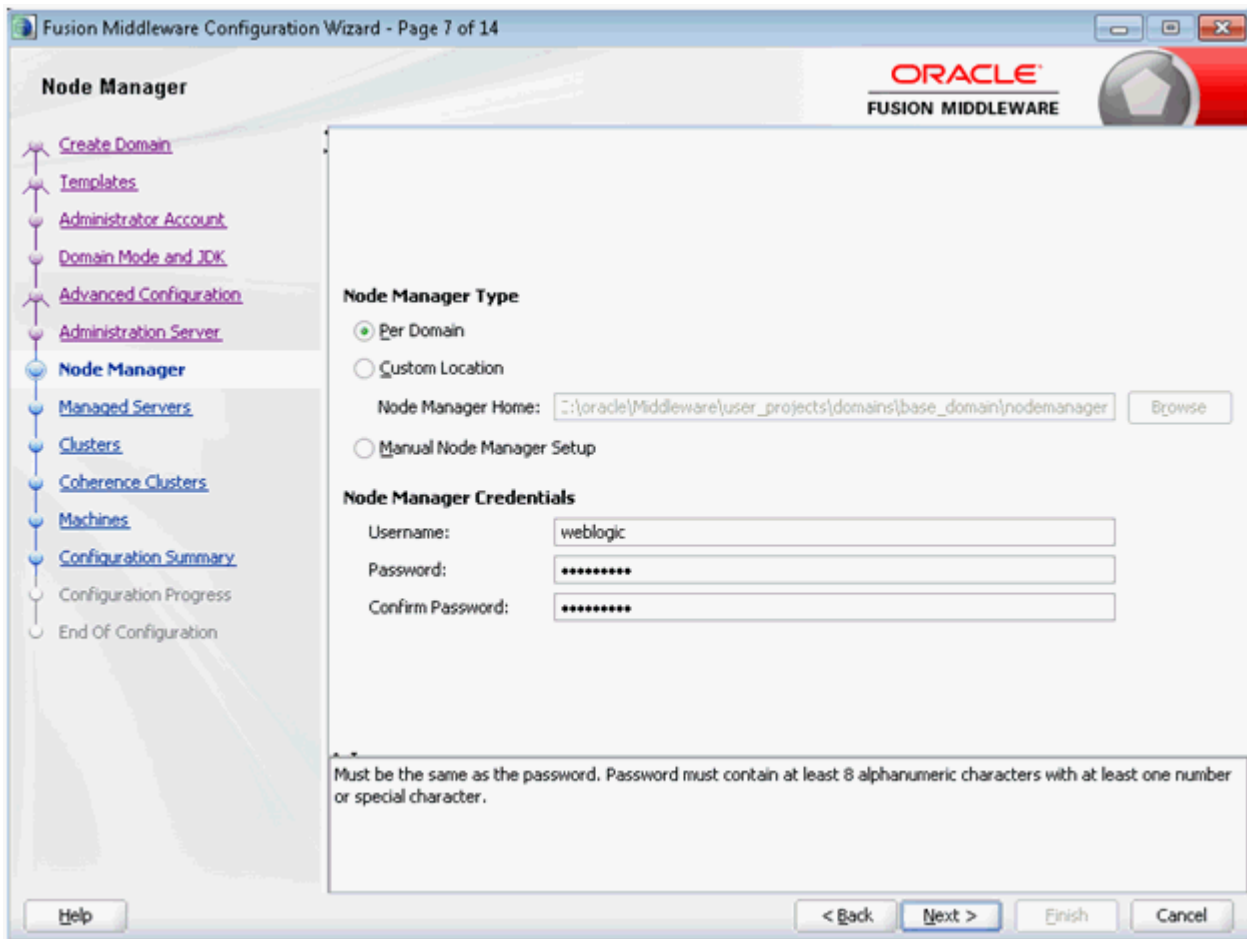 Fusion Middleware Configuration Wizard - Page 7 of 14
Node Manager
ORACLE
FUSION MIDDLEWARE
Create Domain
Templates
Administrator Account
Domain Mode and JDK
Advanced Configuration
Administration Server
Node Manager
Managed Servers
Clusters
Coherence Clusters
Machines
Configuration Summary
Configuration Progress
End Of Configuration
Node Manager Type
Per Domain
Custom Location
Node Manager Home: :\oracle\Middleware\user_projects\domains\base_domain\nodemanager Browse
Manual Node Manager Setup
Node Manager Credentials
Username: weblogic
Password: •••••••••
Confirm Password: •••••••••
Must be the same as the password. Password must contain at least 8 alphanumeric characters with at least one number
or special character.
Help < Back Next > Finish Cancel